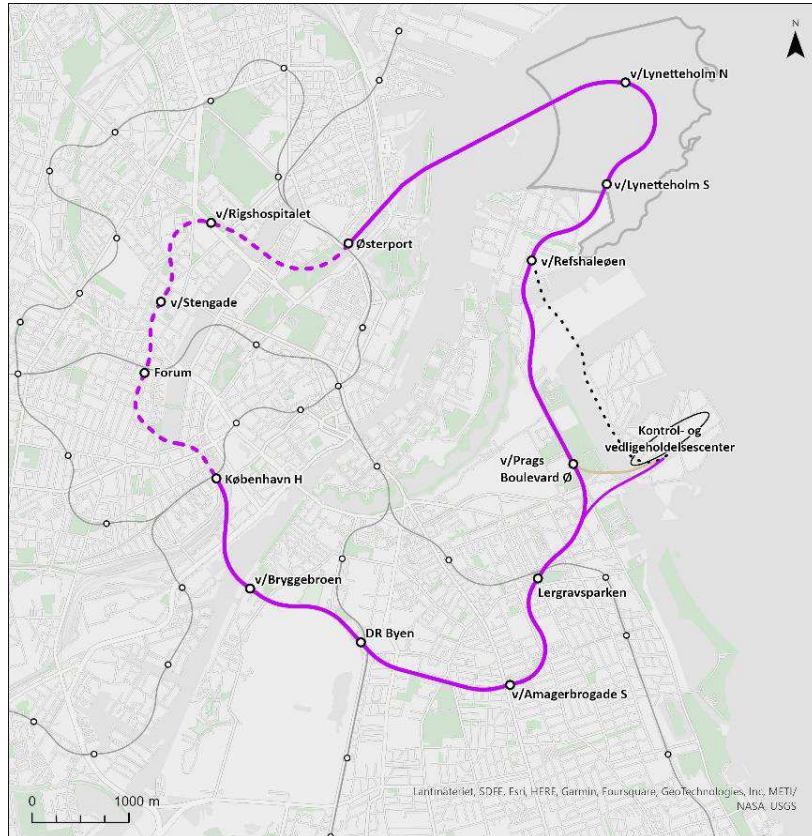 N
v/Lynetteholm N
v/Lynetteholm S
v/Rigshospitalet
Østerport
v/Refshaleøen
v/Stengade
Forum
Kontrol- og
vedligeholdelsescenter
v/Prags
Boulevard Ø
København H
v/Bryggebroen
Lergravsparken
DR Byen
v/Amagerbrogade S
Lantmäteriet, SDFE, Esri, HERE, Garmin, Foursquare, GeoTechnologies, Inc, METI/
NASA, USGS
0 1000 m